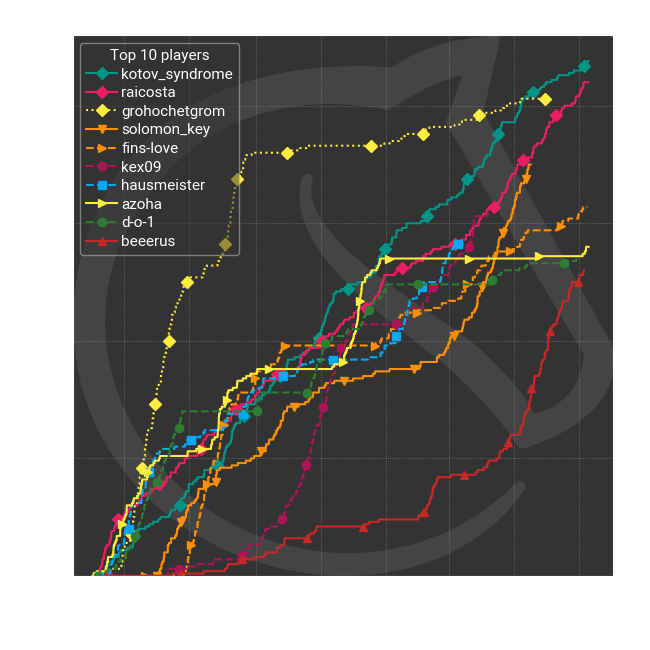 Top 10 players
kotov_syndrome
raicosta
grohochetgrom
solomon_key
fins-love
kex09
hausmeister
azoha
d-o-1
beeerus